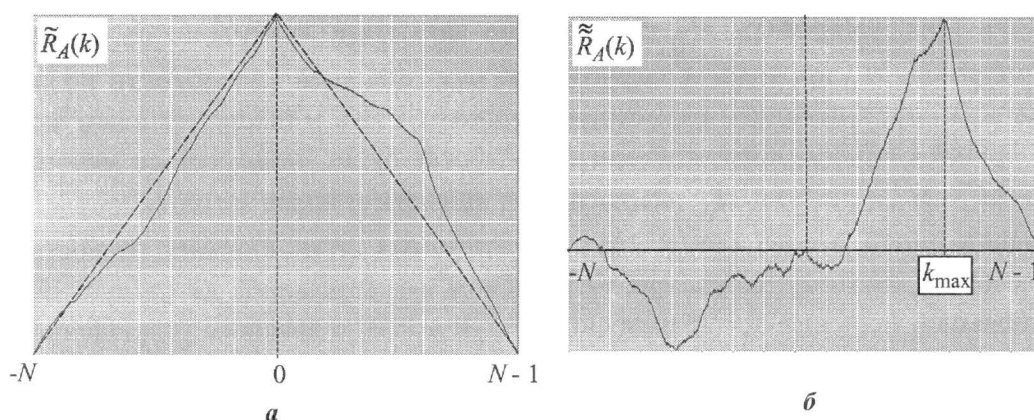 R̃_A(k)
-N 0 N - 1
а
R̃̃_A(k)
-N k_max N - 1
б